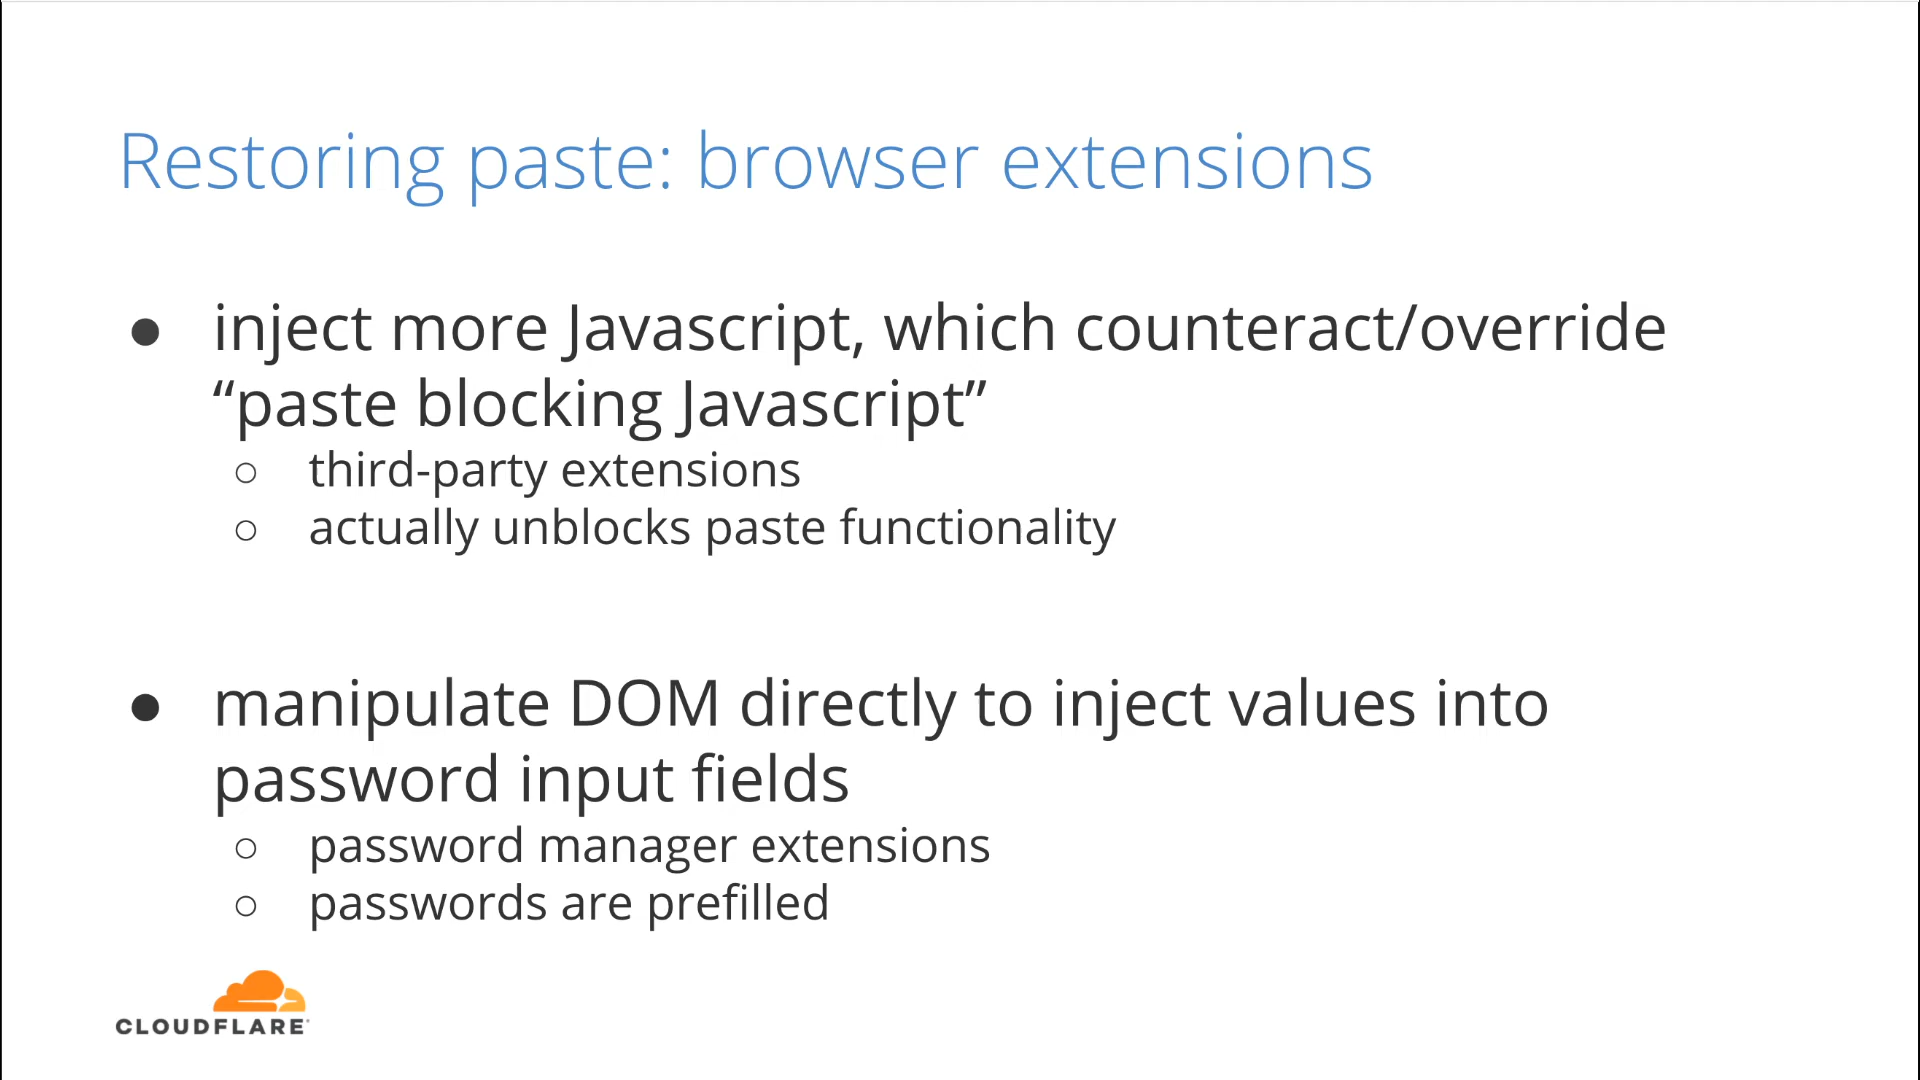 Restoring paste: browser extensions
● inject more Javascript, which counteract/override
“paste blocking Javascript”
○ third-party extensions
○ actually unblocks paste functionality
● manipulate DOM directly to inject values into
password input fields
○ password manager extensions
○ passwords are prefilled
CLOUDFLARE